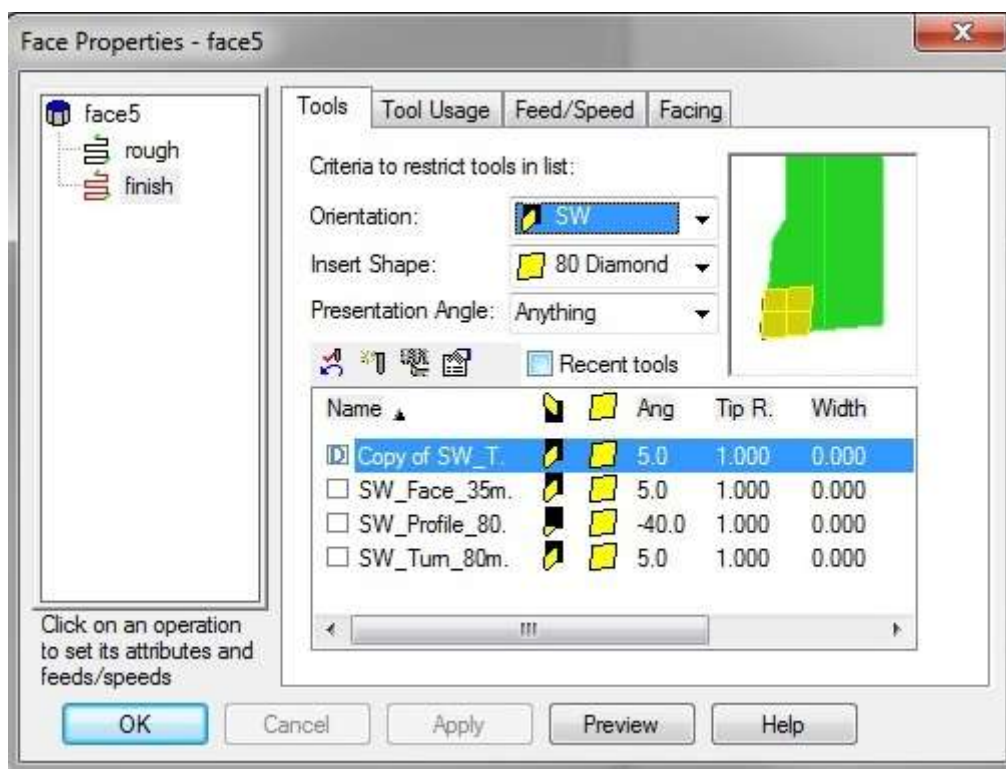 Face Properties - face5
face5
rough
finish
Click on an operation
to set its attributes and
feeds/speeds
Tools Tool Usage Feed/Speed Facing
Criteria to restrict tools in list:
Orientation: SW
Insert Shape: 80 Diamond
Presentation Angle: Anything
Recent tools
Name Ang Tip R. Width
D Copy of SW_T. 5.0 1.000 0.000
SW_Face_35m. 5.0 1.000 0.000
SW_Profile_80. -40.0 1.000 0.000
SW_Turn_80m. 5.0 1.000 0.000
OK Cancel Apply Preview Help